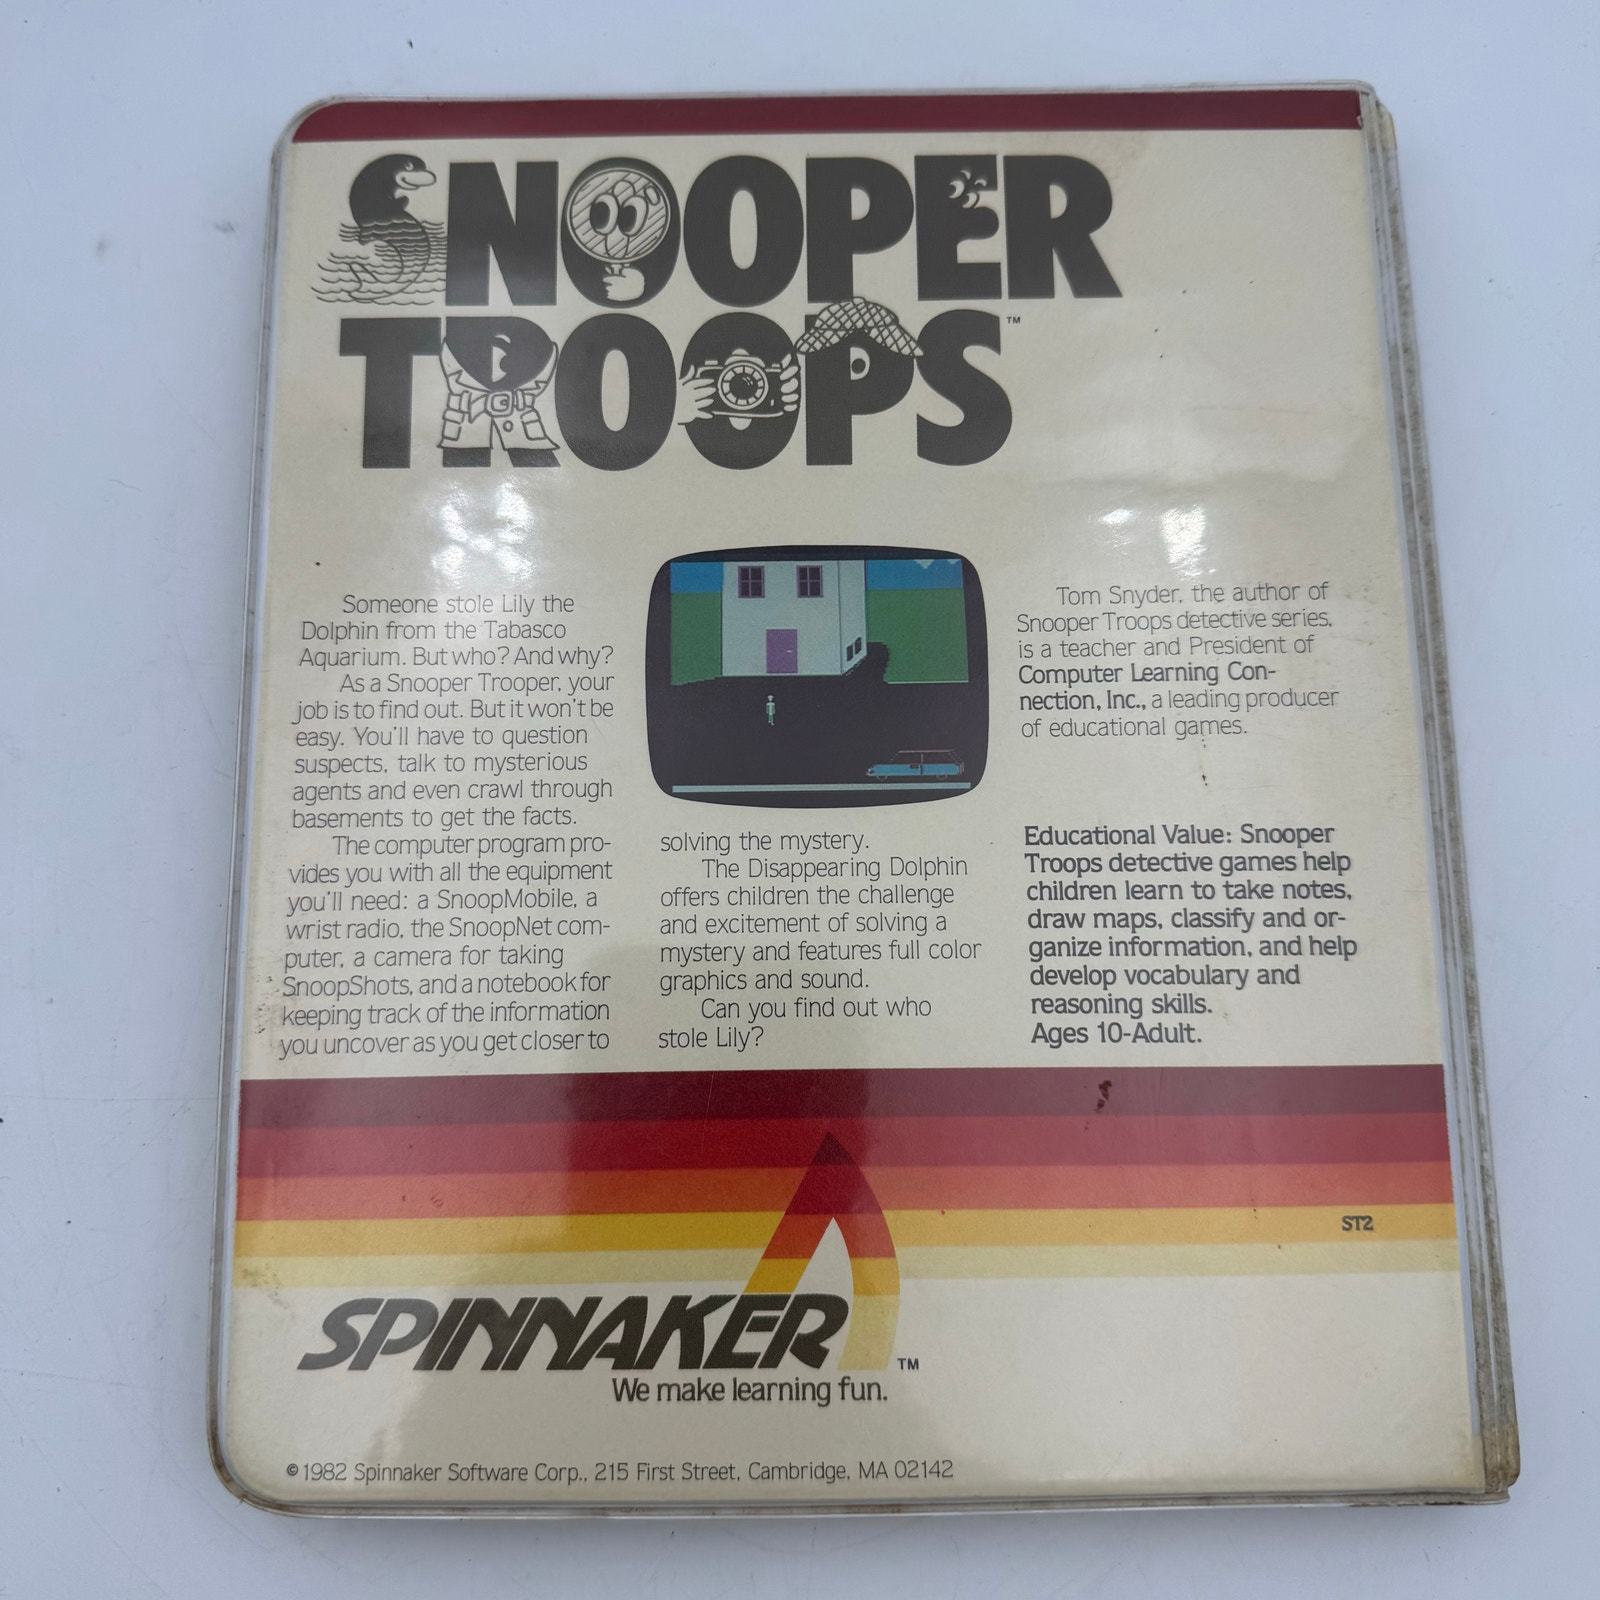 SNOOPER
TROOPS™
Someone stole Lily the
Dolphin from the Tabasco
Aquarium. But who? And why?
As a Snooper Trooper, your
job is to find out. But it won't be
easy. You'll have to question
suspects, talk to mysterious
agents and even crawl through
basements to get the facts.
The computer program pro-
vides you with all the equipment
you'll need: a SnoopMobile, a
wrist radio, the SnoopNet com-
puter, a camera for taking
SnoopShots, and a notebook for
keeping track of the information
you uncover as you get closer to
solving the mystery.
The Disappearing Dolphin
offers children the challenge
and excitement of solving a
mystery and features full color
graphics and sound.
Can you find out who
stole Lily?
Tom Snyder, the author of
Snooper Troops detective series,
is a teacher and President of
Computer Learning Con-
nection, Inc., a leading producer
of educational games.
Educational Value: Snooper
Troops detective games help
children learn to take notes,
draw maps, classify and or-
ganize information, and help
develop vocabulary and
reasoning skills.
Ages 10-Adult.
ST2
SPINNAKER™
We make learning fun.
© 1982 Spinnaker Software Corp., 215 First Street, Cambridge, MA 02142